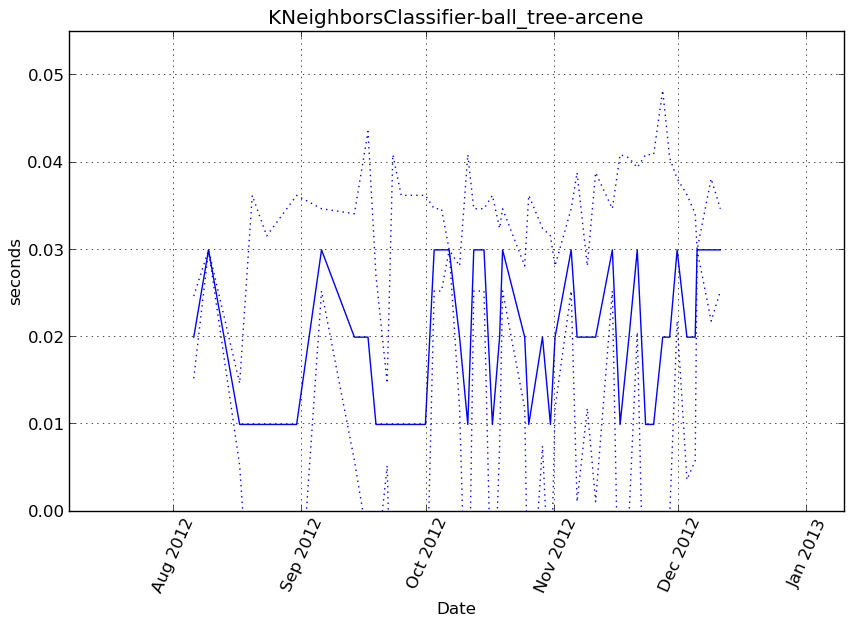 KNeighborsClassifier-ball_tree-arcene
0.05
0.04
0.03
0.02
0.01
0.00
seconds
Aug 2012
Sep 2012
Oct 2012
Nov 2012
Dec 2012
Jan 2013
Date